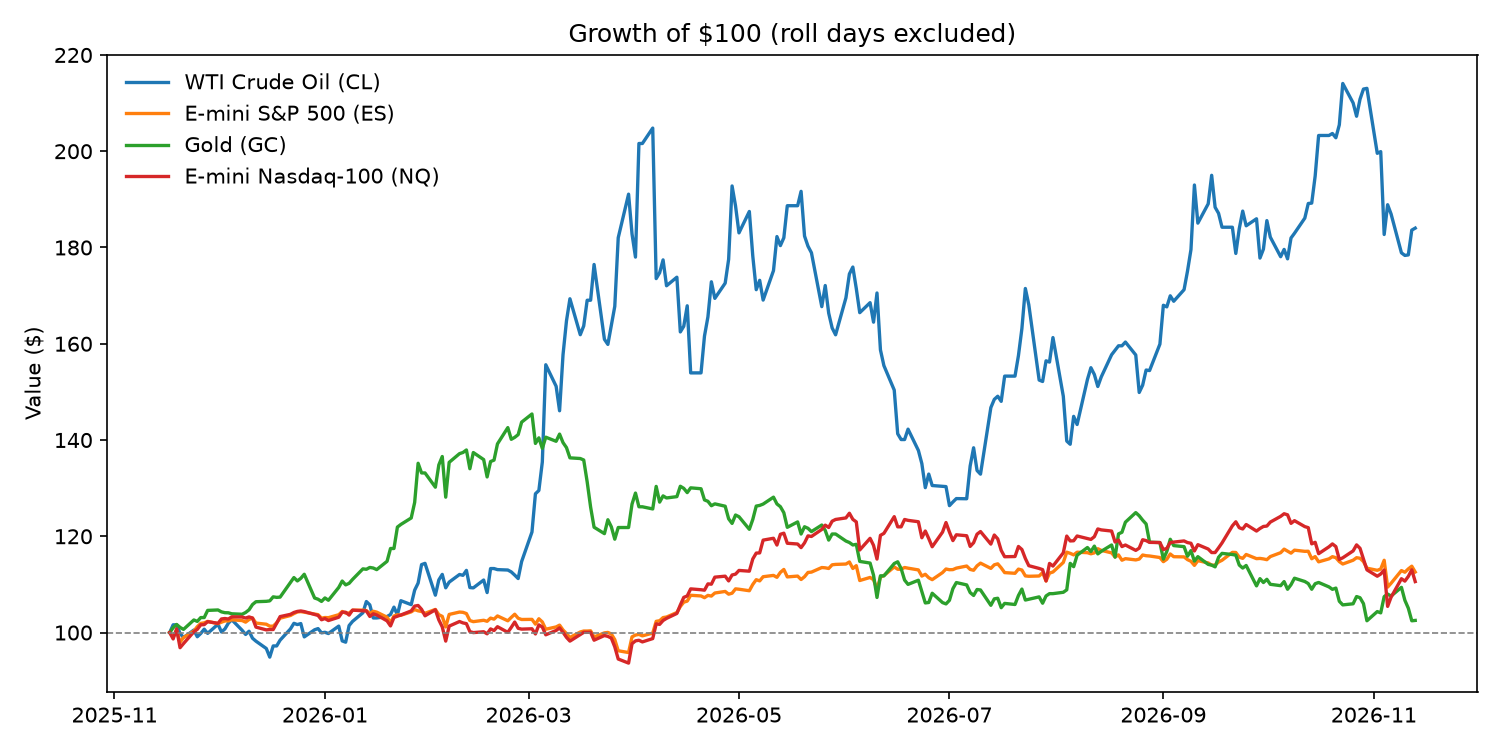 Growth of $100 (roll days excluded)
WTI Crude Oil (CL)
E-mini S&P 500 (ES)
Gold (GC)
E-mini Nasdaq-100 (NQ)
Value ($)
220
200
180
160
140
120
100
2025-11
2026-01
2026-03
2026-05
2026-07
2026-09
2026-11